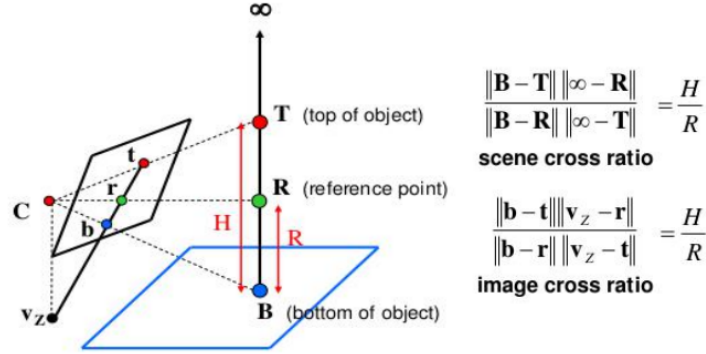 ∞
T (top of object)
t
r
R (reference point)
C
b
H
R
v_Z
B (bottom of object)
‖B − T‖ ‖∞ − R‖ / ‖B − R‖ ‖∞ − T‖ = H / R
scene cross ratio
‖b − t‖‖v_Z − r‖ / ‖b − r‖ ‖v_Z − t‖ = H / R
image cross ratio